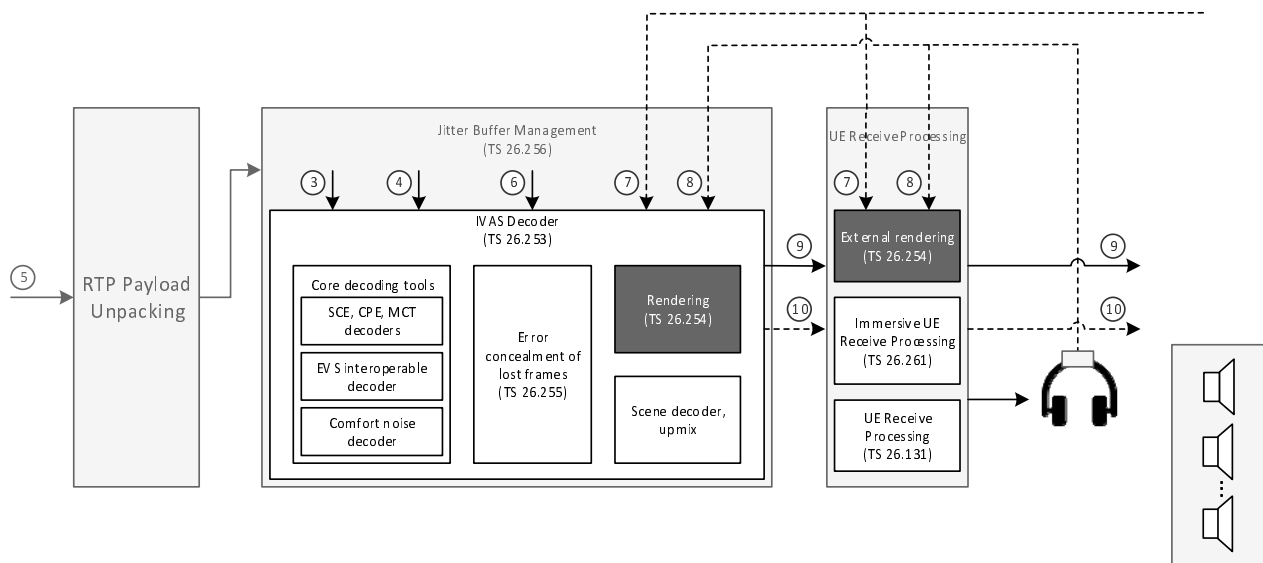 5
RTP Payload
Unpacking
Jitter Buffer Management
(TS 26.256)
3
4
6
7
8
IVAS Decoder
(TS 26.253)
Core decoding tools
SCE, CPE, MCT
decoders
EVS interoperable
decoder
Comfort noise
decoder
Error
concealment of
lost frames
(TS 26.255)
Rendering
(TS 26.254)
Scene decoder,
upmix
9
10
UE Receive Processing
7
8
External rendering
(TS 26.254)
Immersive UE
Receive Processing
(TS 26.261)
UE Receive
Processing
(TS 26.131)
9
10